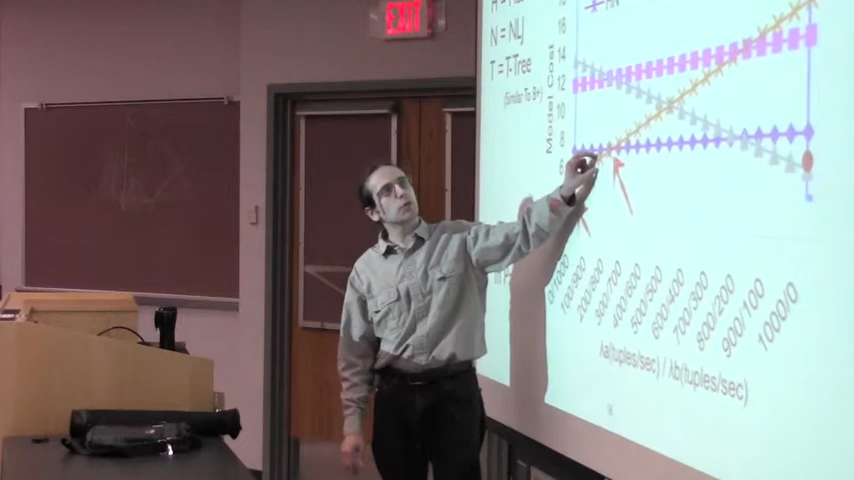 EXIT
N = NLJ
T = T-Tree
(Similar To B+)
Model Cost
16
14
12
10
8
0/1000
100/900
200/800
300/700
400/600
500/500
600/400
700/300
800/200
900/100
1000/0
λa(tuples/sec) / λb(tuples/sec)